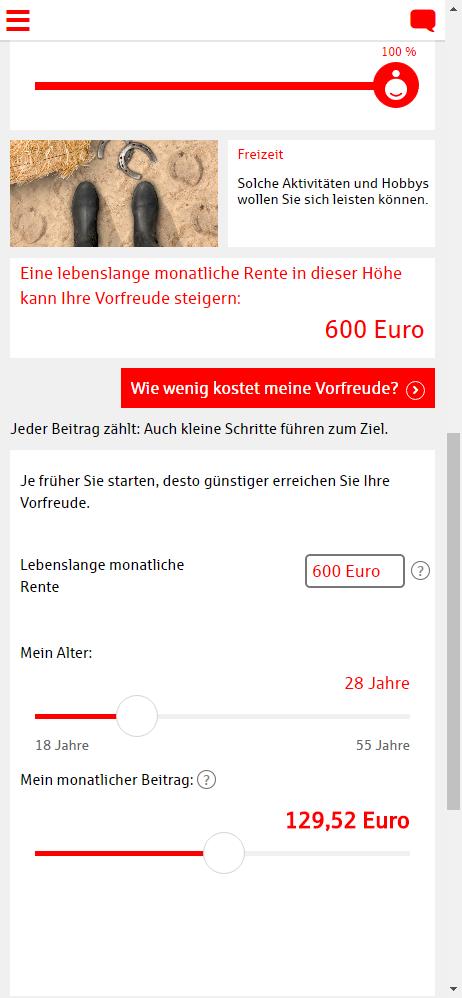 100 %
Freizeit
Solche Aktivitäten und Hobbys
wollen Sie sich leisten können.
Eine lebenslange monatliche Rente in dieser Höhe
kann Ihre Vorfreude steigern:
600 Euro
Wie wenig kostet meine Vorfreude?
Jeder Beitrag zählt: Auch kleine Schritte führen zum Ziel.
Je früher Sie starten, desto günstiger erreichen Sie Ihre
Vorfreude.
Lebenslange monatliche
Rente
600 Euro ?
Mein Alter:
28 Jahre
18 Jahre 55 Jahre
Mein monatlicher Beitrag: ?
129,52 Euro